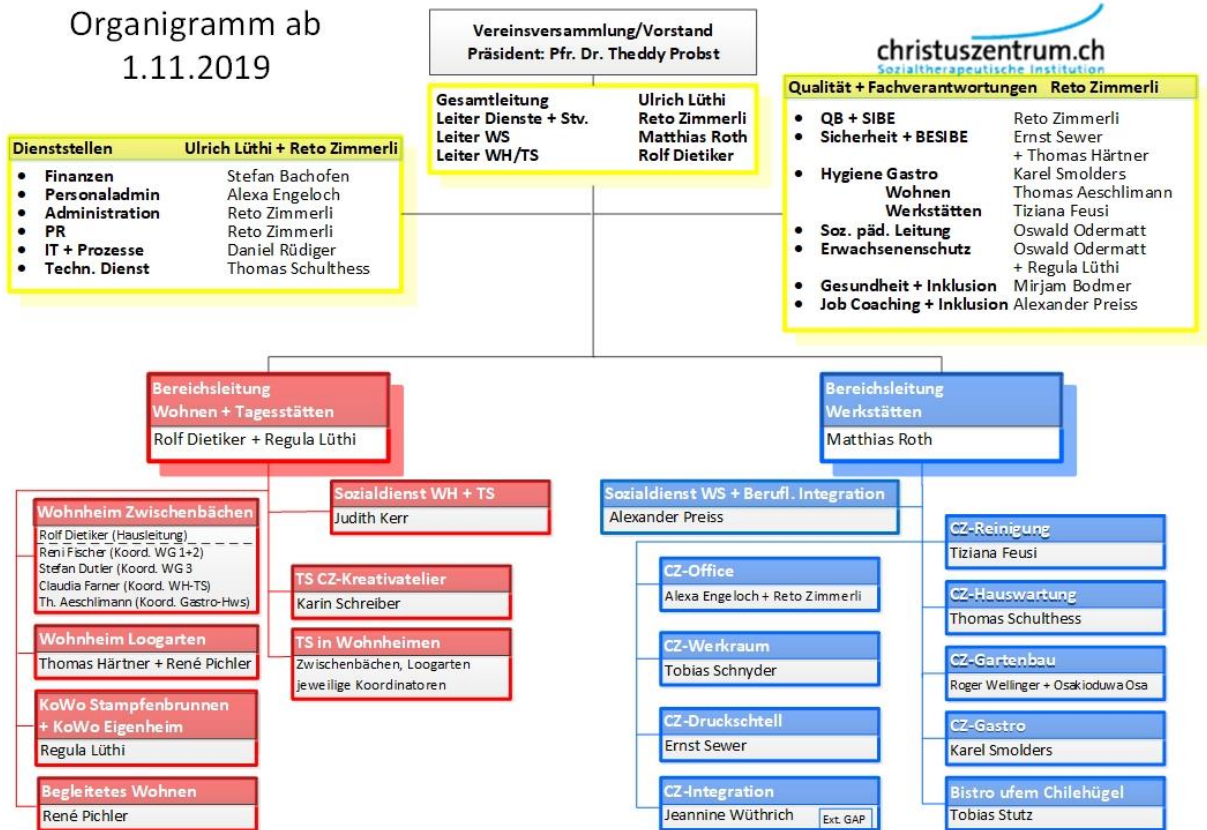 Organigramm ab
1.11.2019
Vereinsversammlung/Vorstand
Präsident: Pfr. Dr. Theddy Probst
christuszentrum.ch
Sozialtherapeutische Institution
Gesamtleitung Ulrich Lüthi
Leiter Dienste + Stv. Reto Zimmerli
Leiter WS Matthias Roth
Leiter WH/TS Rolf Dietiker
Dienststellen Ulrich Lüthi + Reto Zimmerli
• Finanzen Stefan Bachofen
• Personaladmin Alexa Engeloch
• Administration Reto Zimmerli
• PR Reto Zimmerli
• IT + Prozesse Daniel Rüdiger
• Techn. Dienst Thomas Schulthess
Qualität + Fachverantwortungen Reto Zimmerli
• QB + SIBE Reto Zimmerli
• Sicherheit + BESIBE Ernst Sewer
+ Thomas Härtner
• Hygiene Gastro Karel Smolders
Wohnen Thomas Aeschlimann
Werkstätten Tiziana Feusi
• Soz. päd. Leitung Oswald Odermatt
• Erwachsenenschutz Oswald Odermatt
+ Regula Lüthi
• Gesundheit + Inklusion Mirjam Bodmer
• Job Coaching + Inklusion Alexander Preiss
Bereichsleitung
Wohnen + Tagesstätten
Rolf Dietiker + Regula Lüthi
Sozialdienst WH + TS
Judith Kerr
Wohnheim Zwischenbächen
Rolf Dietiker (Hausleitung)
Reni Fischer (Koord. WG 1+2)
Stefan Dutler (Koord. WG 3
Claudia Farner (Koord. WH-TS)
Th. Aeschlimann (Koord. Gastro-Hws)
TS CZ-Kreativatelier
Karin Schreiber
Wohnheim Loogarten
Thomas Härtner + René Pichler
TS in Wohnheimen
Zwischenbächen, Loogarten
jeweilige Koordinatoren
KoWo Stampfenbrunnen
+ KoWo Eigenheim
Regula Lüthi
Begleitetes Wohnen
René Pichler
Bereichsleitung
Werkstätten
Matthias Roth
Sozialdienst WS + Berufl. Integration
Alexander Preiss
CZ-Office
Alexa Engeloch + Reto Zimmerli
CZ-Werkraum
Tobias Schnyder
CZ-Druckschtell
Ernst Sewer
CZ-Integration
Jeannine Wüthrich Ext. GAP
CZ-Reinigung
Tiziana Feusi
CZ-Hauswartung
Thomas Schulthess
CZ-Gartenbau
Roger Wellinger + Osakioduwa Osa
CZ-Gastro
Karel Smolders
Bistro ufem Chilehügel
Tobias Stutz